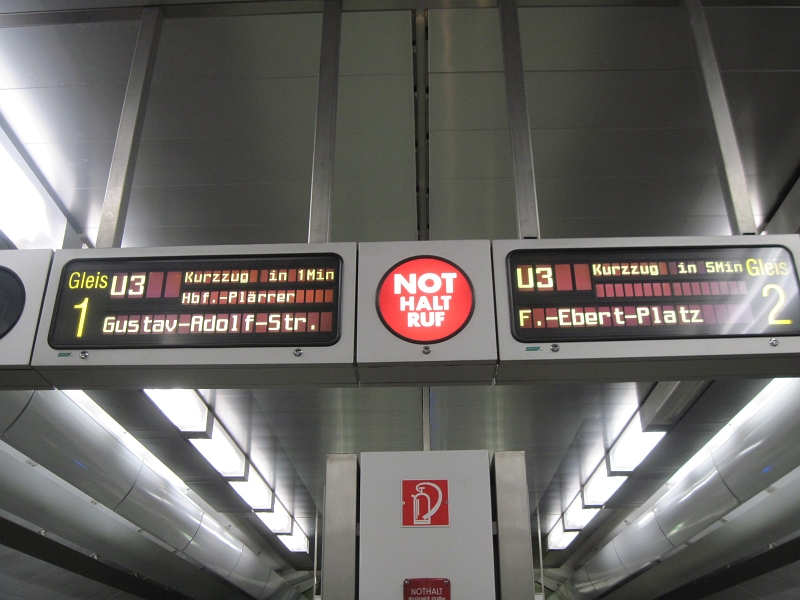 Gleis 1
U3 Kurzzug in 1Min
Hbf.-Plärrer
Gustav-Adolf-Str.
NOT
HALT
RUF
U3 Kurzzug in 5Min
Gleis 2
F.-Ebert-Platz
NOTHALT